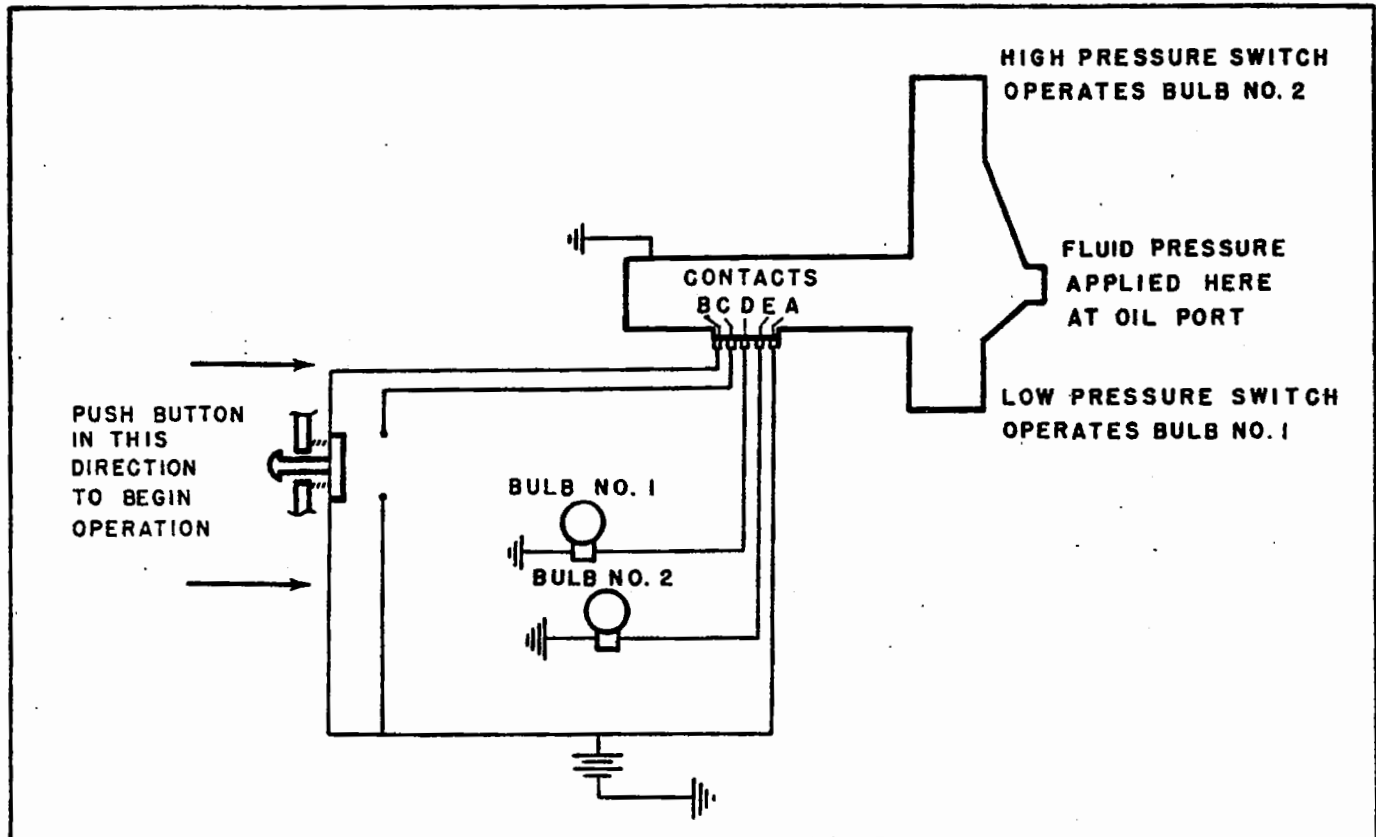 HIGH PRESSURE SWITCH
OPERATES BULB NO. 2
FLUID PRESSURE
APPLIED HERE
AT OIL PORT
CONTACTS
B C D E A
LOW PRESSURE SWITCH
OPERATES BULB NO. 1
PUSH BUTTON
IN THIS
DIRECTION
TO BEGIN
OPERATION
BULB NO. 1
BULB NO. 2